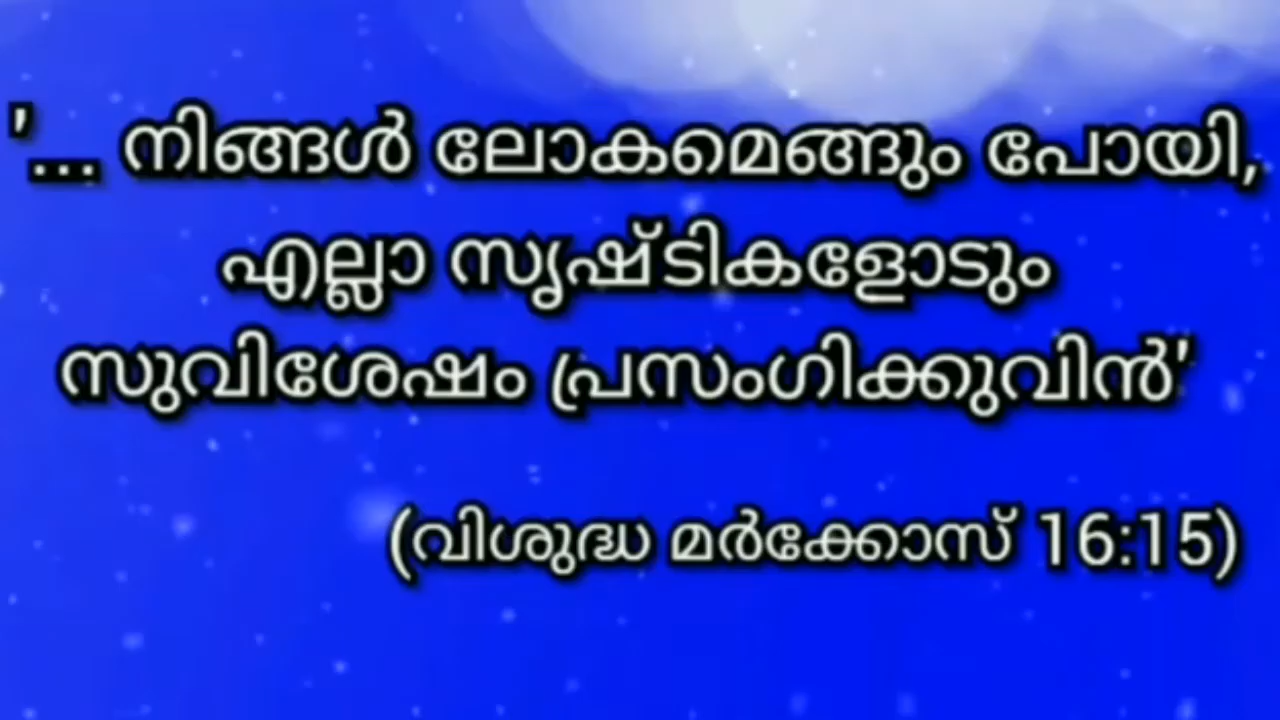 '... നിങ്ങൾ ലോകമെങ്ങും പോയി,
എല്ലാ സൃഷ്ടികളോടും
സുവിശേഷം പ്രസംഗിക്കുവിൻ'
(വിശുദ്ധ മർക്കോസ് 16:15)